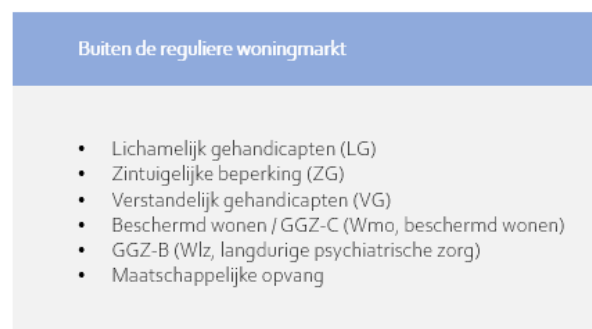 Buiten de reguliere woningmarkt
• Lichamelijk gehandicapten (LG)
• Zintuigelijke beperking (ZG)
• Verstandelijk gehandicapten (VG)
• Beschermd wonen / GGZ-C (Wmo, beschermd wonen)
• GGZ-B (Wlz, langdurige psychiatrische zorg)
• Maatschappelijke opvang